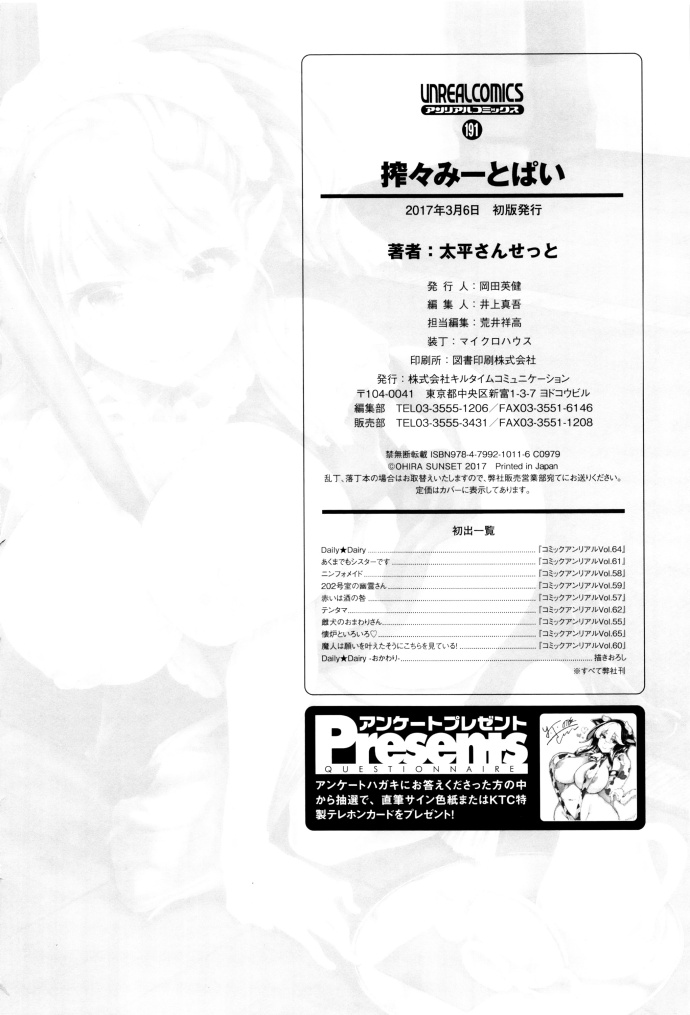 UNREALCOMICS
アンリアルコミックス
191
搾々みーとぱい
2017年3月6日　初版発行
著者：太平さんせっと
発行人：岡田英健
編集人：井上真吾
担当編集：荒井祥高
装丁：マイクロハウス
印刷所：図書印刷株式会社
発行：株式会社キルタイムコミュニケーション
〒104-0041　東京都中央区新富1-3-7 ヨドコウビル
編集部　TEL03-3555-1206／FAX03-3551-6146
販売部　TEL03-3555-3431／FAX03-3551-1208
禁無断転載 ISBN978-4-7992-1011-6 C0979
©OHIRA SUNSET 2017　Printed in Japan
乱丁、落丁本の場合はお取替えいたしますので、弊社販売営業部宛てにお送りください。
定価はカバーに表示してあります。
初出一覧
Daily★Dairy ……『コミックアンリアルVol.64』
あくまでもシスターです ……『コミックアンリアルVol.61』
ニンフォメイド ……『コミックアンリアルVol.58』
202号室の幽霊さん ……『コミックアンリアルVol.59』
赤いは酒の咎 ……『コミックアンリアルVol.57』
テンタマ ……『コミックアンリアルVol.62』
雌犬のおまわりさん ……『コミックアンリアルVol.55』
懐炉といろいろ♡ ……『コミックアンリアルVol.65』
魔人は願いを叶えたそうにこちらを見ている! ……『コミックアンリアルVol.60』
Daily★Dairy -おかわり- ……描きおろし
※すべて弊社刊
アンケートプレゼント
Presents
QUESTIONNAIRE
アンケートハガキにお答えくださった方の中
から抽選で、直筆サイン色紙またはKTC特
製テレホンカードをプレゼント!